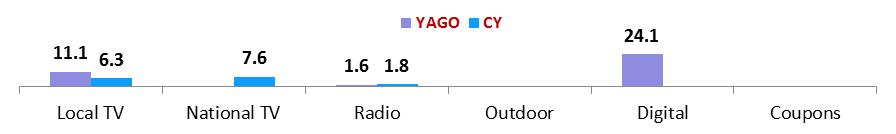 YAGO CY
11.1 6.3 7.6 1.6 1.8 24.1
Local TV National TV Radio Outdoor Digital Coupons